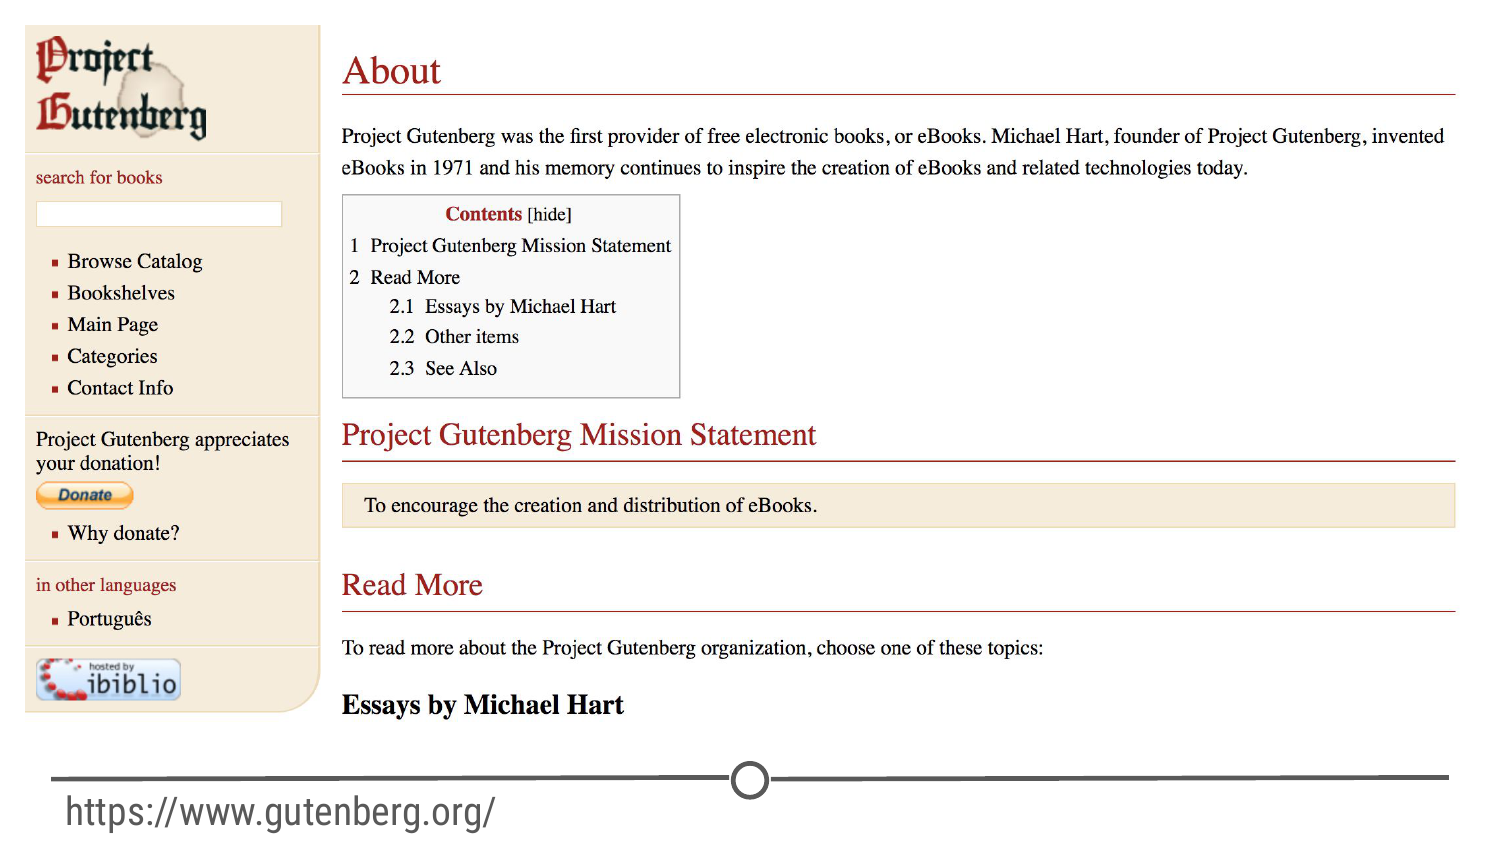 Project
Gutenberg
search for books
Browse Catalog
Bookshelves
Main Page
Categories
Contact Info
Project Gutenberg appreciates
your donation!
Donate
Why donate?
in other languages
Português
hosted by
ibiblio
About
Project Gutenberg was the first provider of free electronic books, or eBooks. Michael Hart, founder of Project Gutenberg, invented
eBooks in 1971 and his memory continues to inspire the creation of eBooks and related technologies today.
Contents [hide]
1 Project Gutenberg Mission Statement
2 Read More
2.1 Essays by Michael Hart
2.2 Other items
2.3 See Also
Project Gutenberg Mission Statement
To encourage the creation and distribution of eBooks.
Read More
To read more about the Project Gutenberg organization, choose one of these topics:
Essays by Michael Hart
https://www.gutenberg.org/